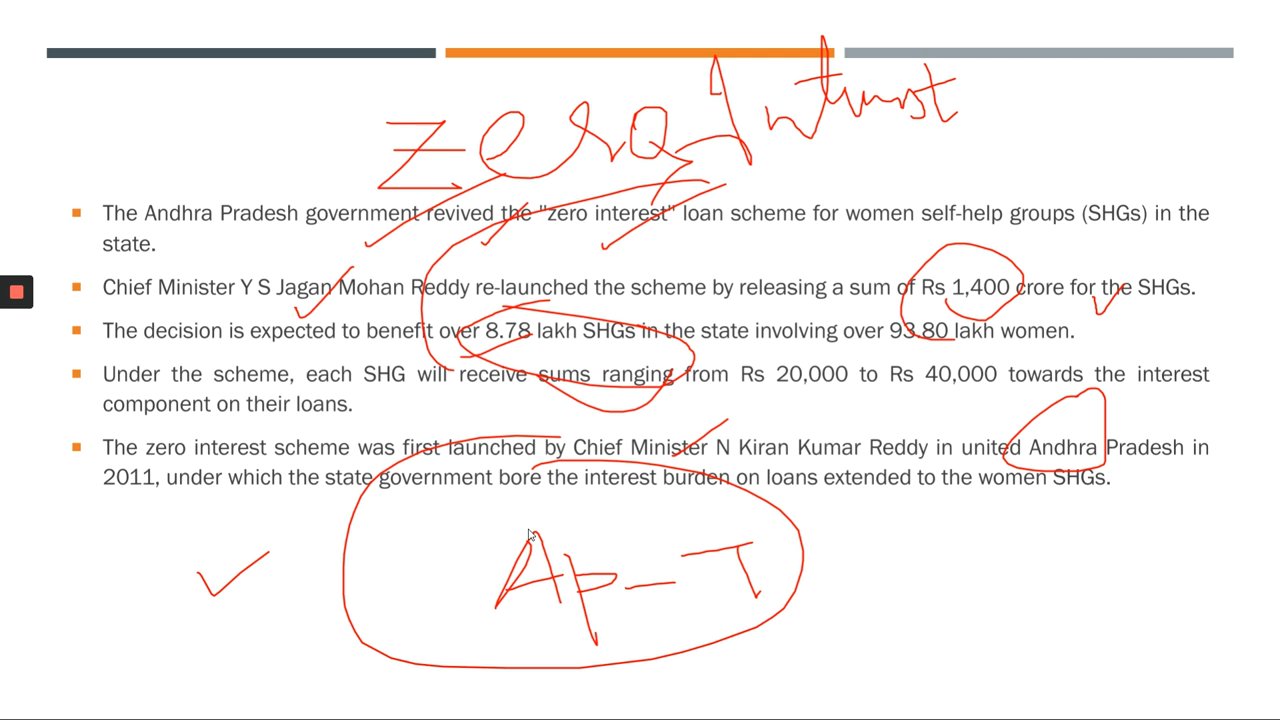 zero Interest
The Andhra Pradesh government revived the "zero interest" loan scheme for women self-help groups (SHGs) in the
state.
Chief Minister Y S Jagan Mohan Reddy re-launched the scheme by releasing a sum of Rs 1,400 crore for the SHGs.
The decision is expected to benefit over 8.78 lakh SHGs in the state involving over 93.80 lakh women.
Under the scheme, each SHG will receive sums ranging from Rs 20,000 to Rs 40,000 towards the interest
component on their loans.
The zero interest scheme was first launched by Chief Minister N Kiran Kumar Reddy in united Andhra Pradesh in
2011, under which the state government bore the interest burden on loans extended to the women SHGs.
Ap-T